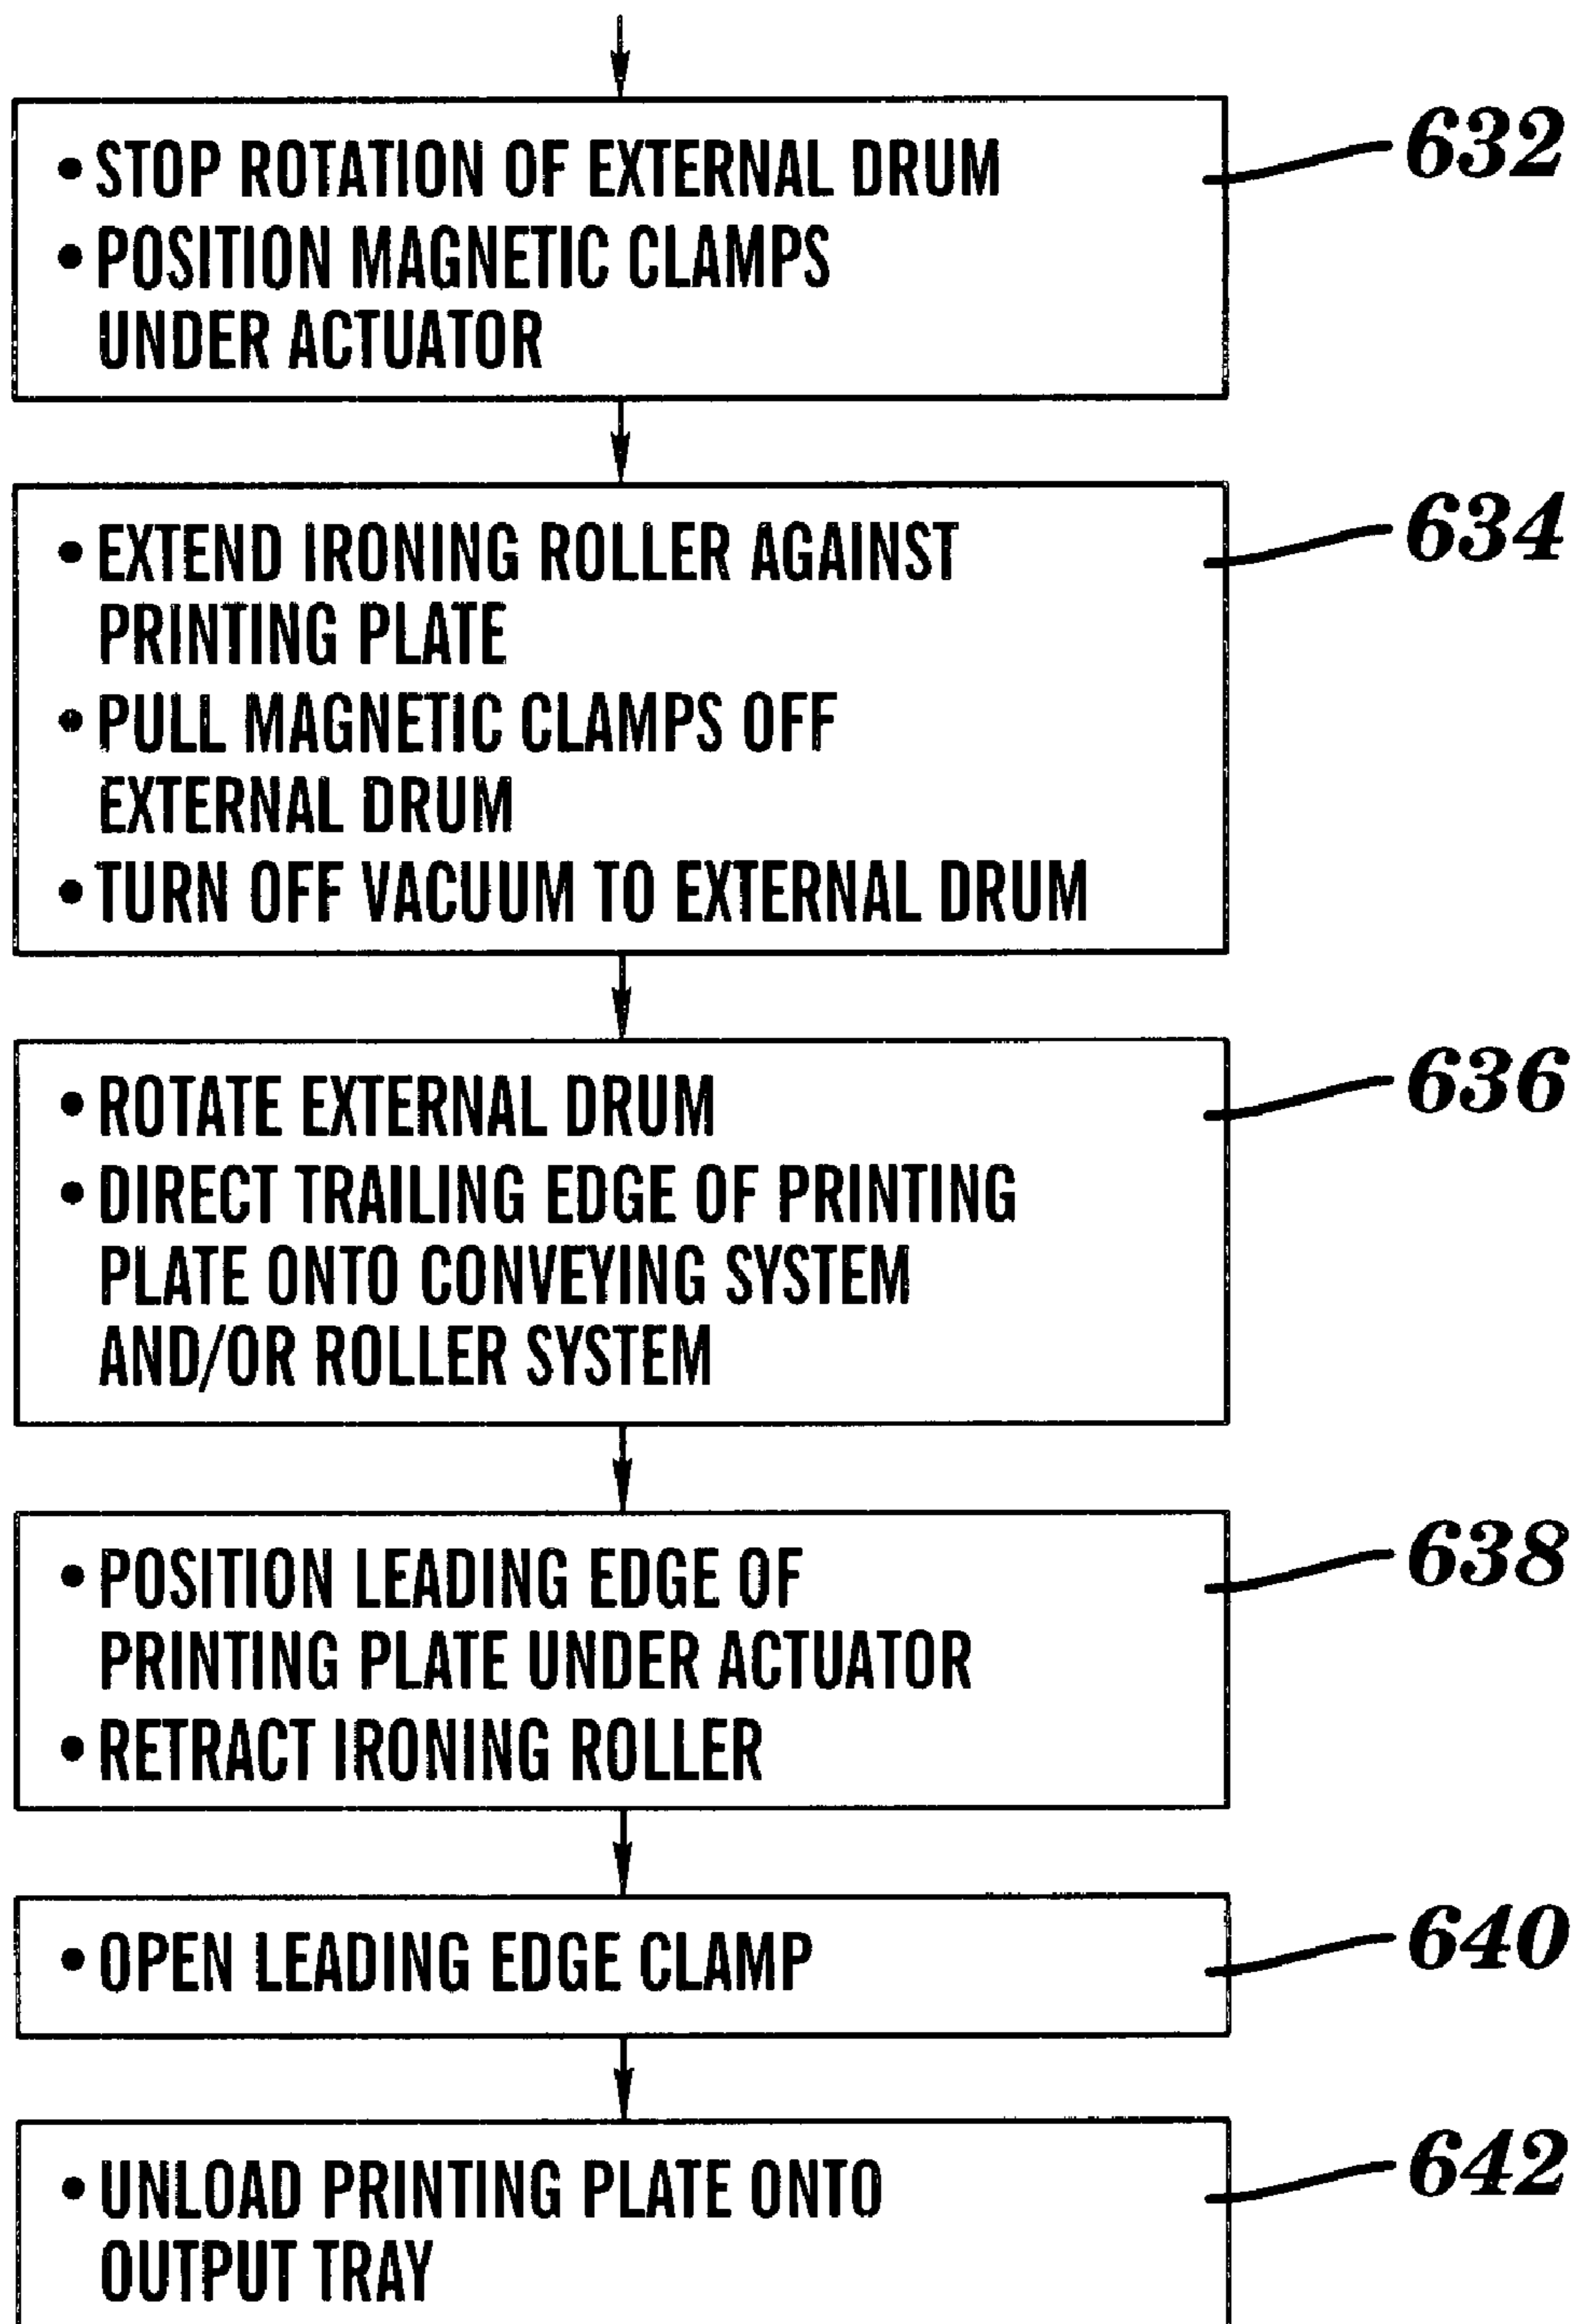 • STOP ROTATION OF EXTERNAL DRUM
• POSITION MAGNETIC CLAMPS
UNDER ACTUATOR
632
• EXTEND IRONING ROLLER AGAINST
PRINTING PLATE
• PULL MAGNETIC CLAMPS OFF
EXTERNAL DRUM
• TURN OFF VACUUM TO EXTERNAL DRUM
634
• ROTATE EXTERNAL DRUM
• DIRECT TRAILING EDGE OF PRINTING
PLATE ONTO CONVEYING SYSTEM
AND/OR ROLLER SYSTEM
636
• POSITION LEADING EDGE OF
PRINTING PLATE UNDER ACTUATOR
• RETRACT IRONING ROLLER
638
• OPEN LEADING EDGE CLAMP
640
• UNLOAD PRINTING PLATE ONTO
OUTPUT TRAY
642